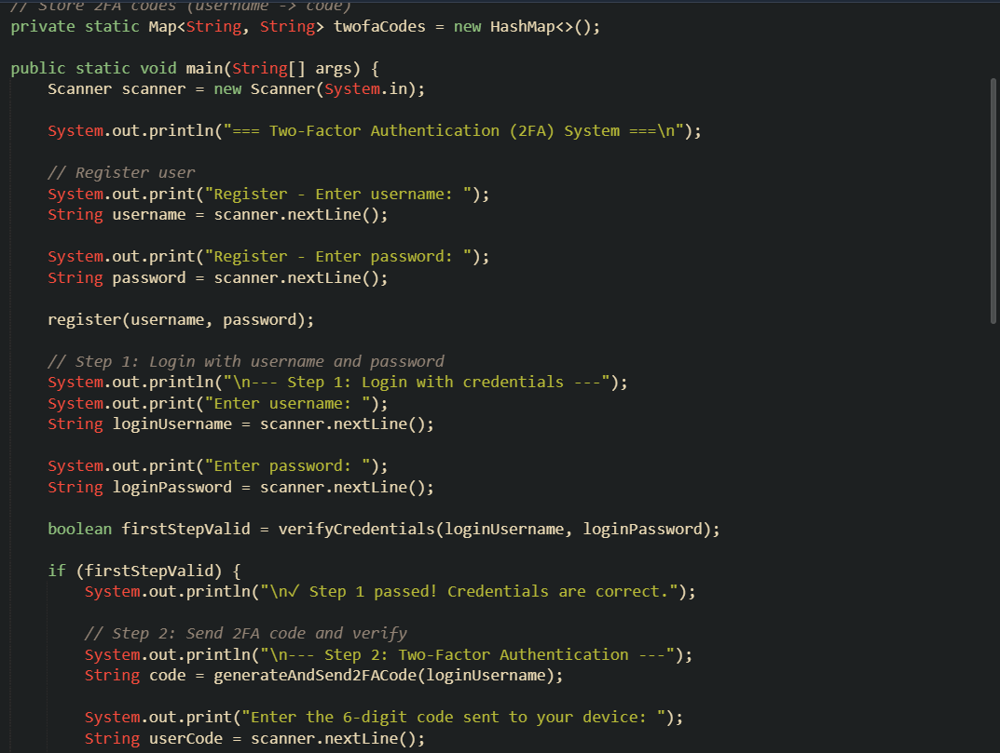 // Store 2FA codes (username -> code)
private static Map<String, String> twofaCodes = new HashMap<>();
public static void main(String[] args) {
Scanner scanner = new Scanner(System.in);
System.out.println("=== Two-Factor Authentication (2FA) System ===\n");
// Register user
System.out.print("Register - Enter username: ");
String username = scanner.nextLine();
System.out.print("Register - Enter password: ");
String password = scanner.nextLine();
register(username, password);
// Step 1: Login with username and password
System.out.println("\n--- Step 1: Login with credentials ---");
System.out.print("Enter username: ");
String loginUsername = scanner.nextLine();
System.out.print("Enter password: ");
String loginPassword = scanner.nextLine();
boolean firstStepValid = verifyCredentials(loginUsername, loginPassword);
if (firstStepValid) {
System.out.println("\n✓ Step 1 passed! Credentials are correct.");
// Step 2: Send 2FA code and verify
System.out.println("\n--- Step 2: Two-Factor Authentication ---");
String code = generateAndSend2FACode(loginUsername);
System.out.print("Enter the 6-digit code sent to your device: ");
String userCode = scanner.nextLine();